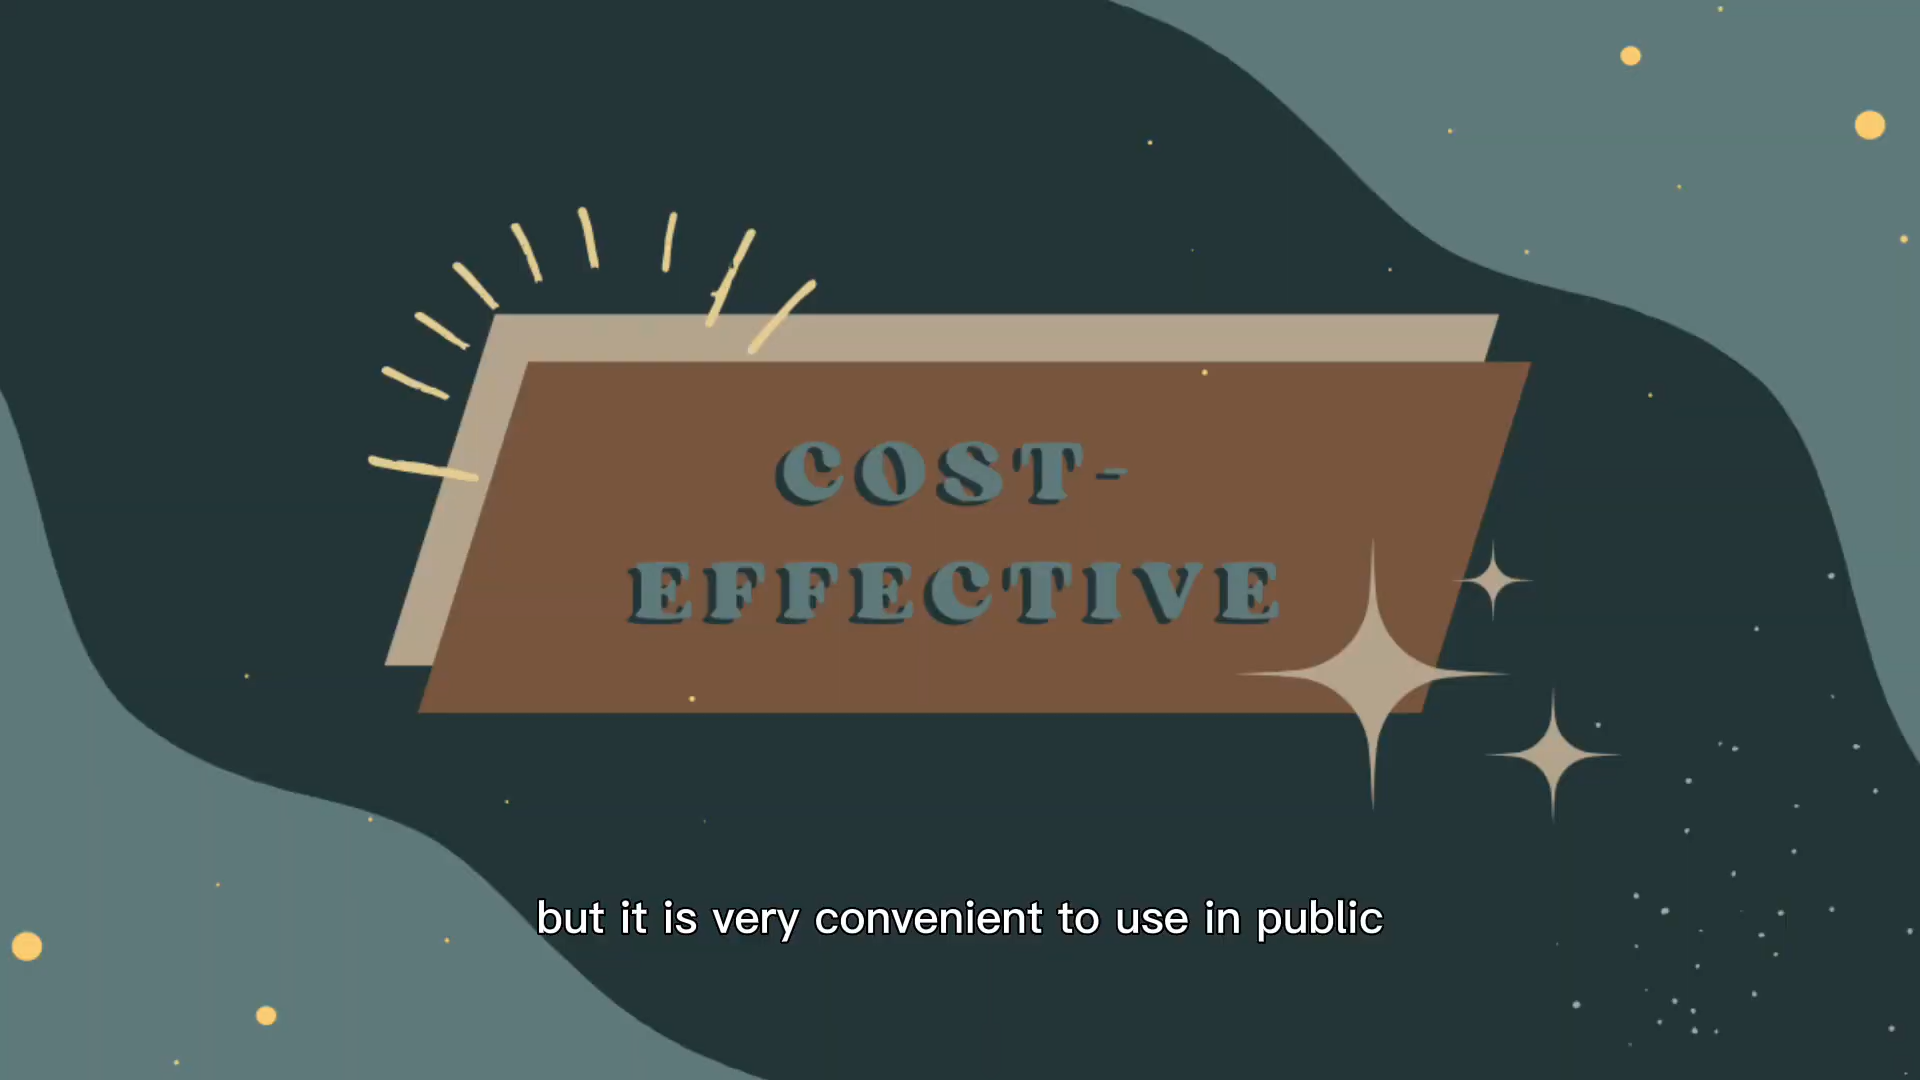 COST-
EFFECTIVE
but it is very convenient to use in public